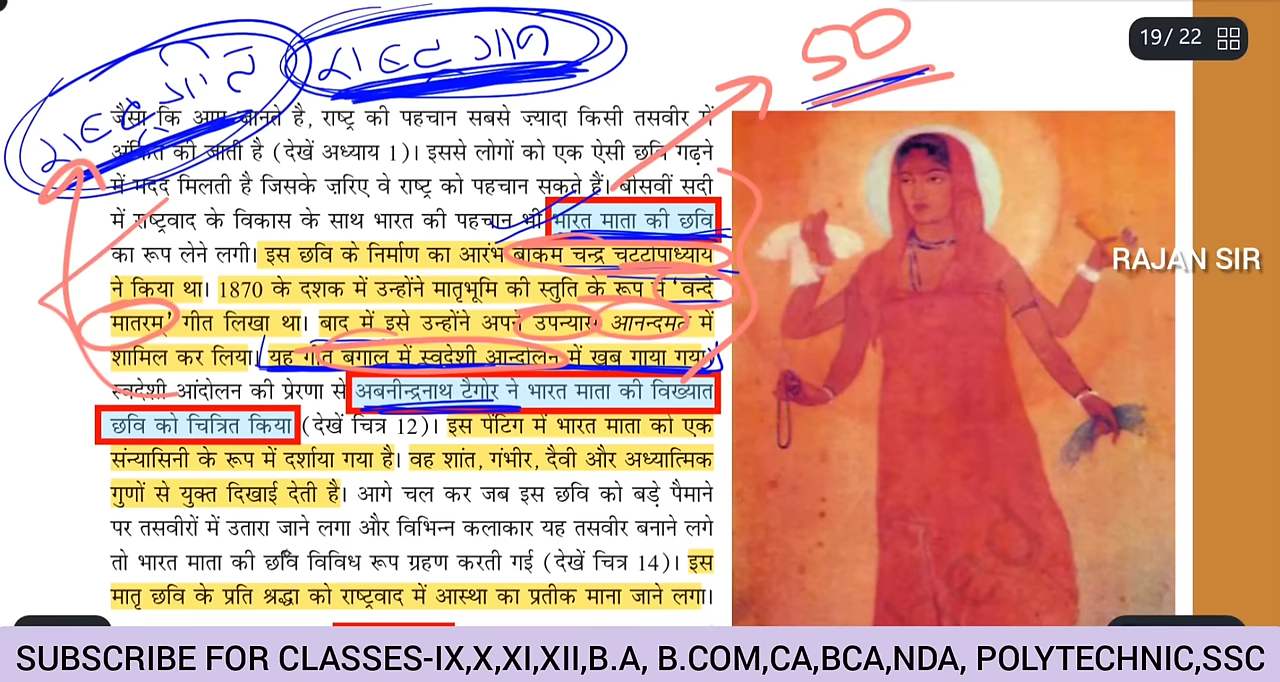 राष्ट्र गीत
राष्ट्र गान
50
19/ 22
जैसा कि आप जानते है, राष्ट्र की पहचान सबसे ज़्यादा किसी तसवीर में
अंकित की जाती है (देखें अध्याय 1)। इससे लोगों को एक ऐसी छवि गढ़ने
में मदद मिलती है जिसके ज़रिए वे राष्ट्र को पहचान सकते हैं। बीसवीं सदी
में राष्ट्रवाद के विकास के साथ भारत की पहचान भी भारत माता की छवि
का रूप लेने लगी। इस छवि के निर्माण का आरंभ बंकिम चन्द्र चट्टोपाध्याय
ने किया था। 1870 के दशक में उन्होंने मातृभूमि की स्तुति के रूप में 'वन्दे
मातरम्' गीत लिखा था। बाद में इसे उन्होंने अपने उपन्यास आनन्दमठ में
शामिल कर लिया। यह गीत बंगाल में स्वदेशी आन्दोलन में खूब गाया गया।
स्वदेशी आंदोलन की प्रेरणा से अबनीन्द्रनाथ टैगोर ने भारत माता की विख्यात
छवि को चित्रित किया (देखें चित्र 12)। इस पेंटिंग में भारत माता को एक
संन्यासिनी के रूप में दर्शाया गया है। वह शांत, गंभीर, दैवी और अध्यात्मिक
गुणों से युक्त दिखाई देती है। आगे चल कर जब इस छवि को बड़े पैमाने
पर तसवीरों में उतारा जाने लगा और विभिन्न कलाकार यह तसवीर बनाने लगे
तो भारत माता की छवि विविध रूप ग्रहण करती गई (देखें चित्र 14)। इस
मातृ छवि के प्रति श्रद्धा को राष्ट्रवाद में आस्था का प्रतीक माना जाने लगा।
RAJAN SIR
SUBSCRIBE FOR CLASSES-IX,X,XI,XII,B.A, B.COM,CA,BCA,NDA, POLYTECHNIC,SSC